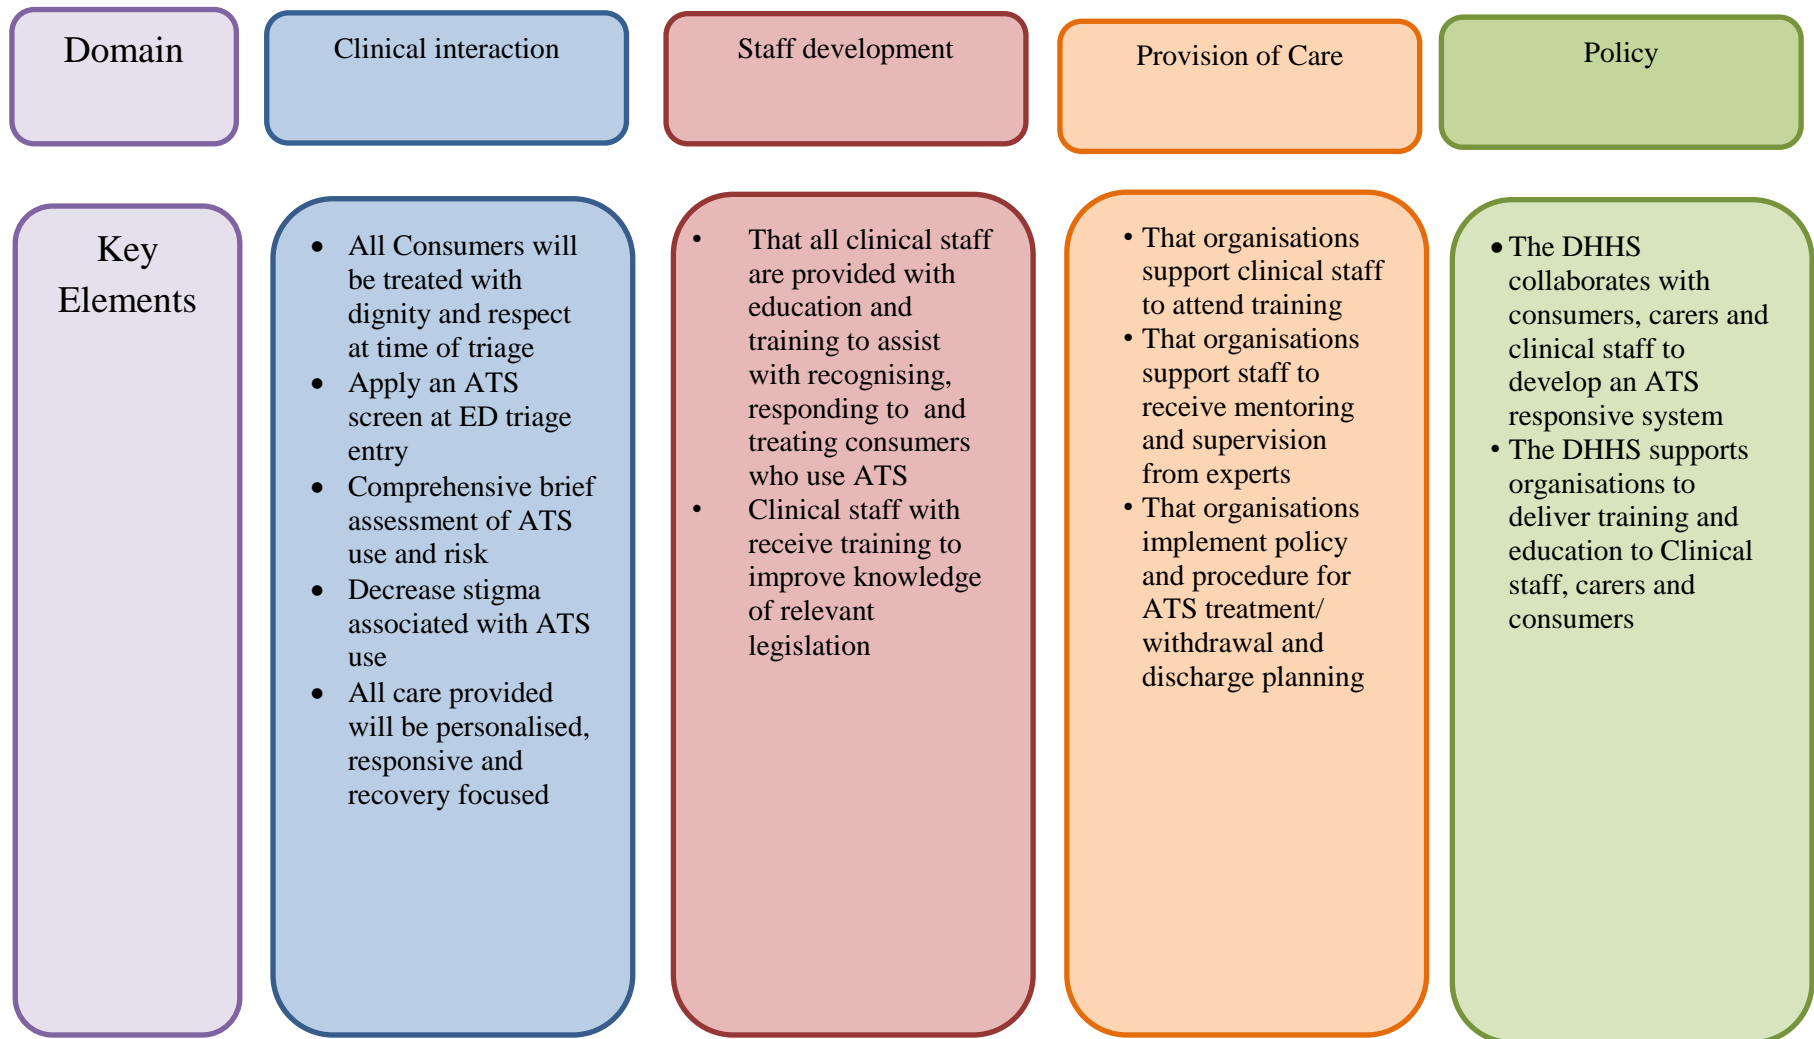 Domain
Clinical interaction
Staff development
Provision of Care
Policy
Key
Elements
• All Consumers will
be treated with
dignity and respect
at time of triage
• Apply an ATS
screen at ED triage
entry
• Comprehensive brief
assessment of ATS
use and risk
• Decrease stigma
associated with ATS
use
• All care provided
will be personalised,
responsive and
recovery focused
• That all clinical staff
are provided with
education and
training to assist
with recognising,
responding to and
treating consumers
who use ATS
• Clinical staff with
receive training to
improve knowledge
of relevant
legislation
• That organisations
support clinical staff
to attend training
• That organisations
support staff to
receive mentoring
and supervision
from experts
• That organisations
implement policy
and procedure for
ATS treatment/
withdrawal and
discharge planning
• The DHHS
collaborates with
consumers, carers and
clinical staff to
develop an ATS
responsive system
• The DHHS supports
organisations to
deliver training and
education to Clinical
staff, carers and
consumers